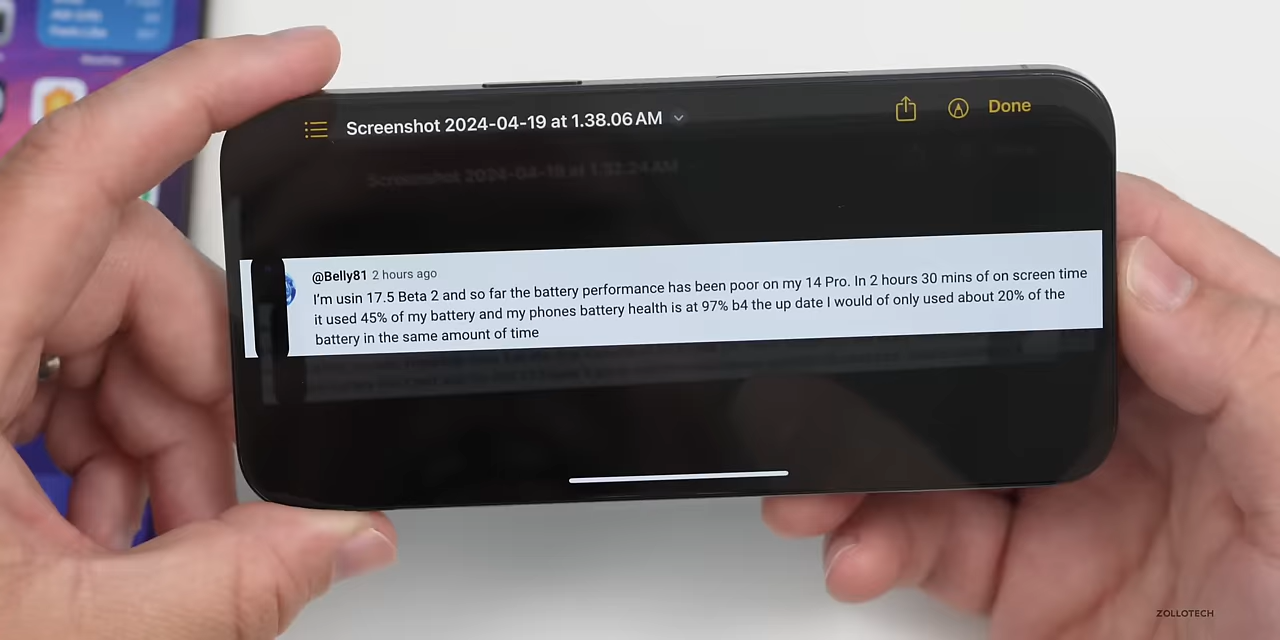 Screenshot 2024-04-19 at 1.38.06 AM
Done
@Belly81 2 hours ago
I'm usin 17.5 Beta 2 and so far the battery performance has been poor on my 14 Pro. In 2 hours 30 mins of on screen time
it used 45% of my battery and my phones battery health is at 97% b4 the up date I would of only used about 20% of the
battery in the same amount of time
ZOLLOTECH